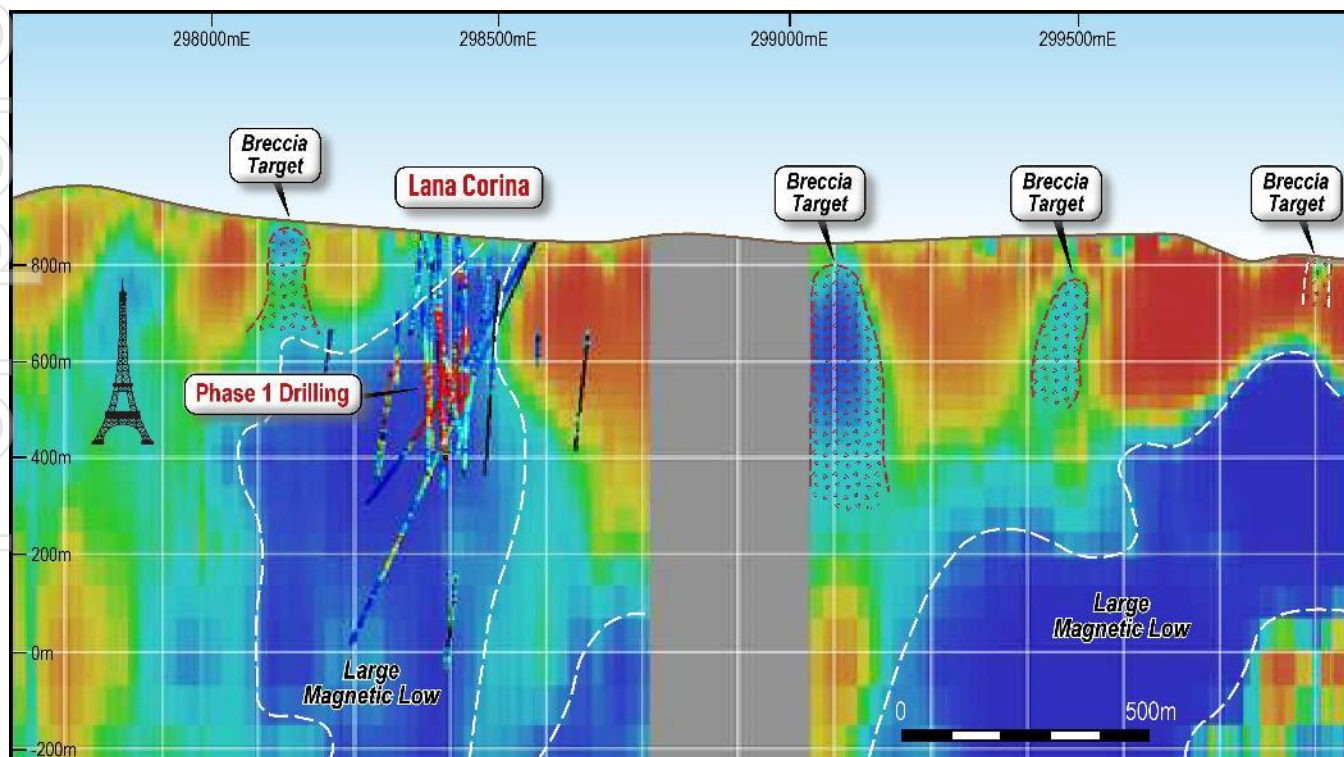 298000mE
298500mE
299000mE
299500mE
Breccia
Target
Lana Corina
Breccia
Target
Breccia
Target
Breccia
Target
800m
600m
Phase 1 Drilling
400m
200m
0m
-200m
Large
Magnetic Low
Large
Magnetic Low
0
500m